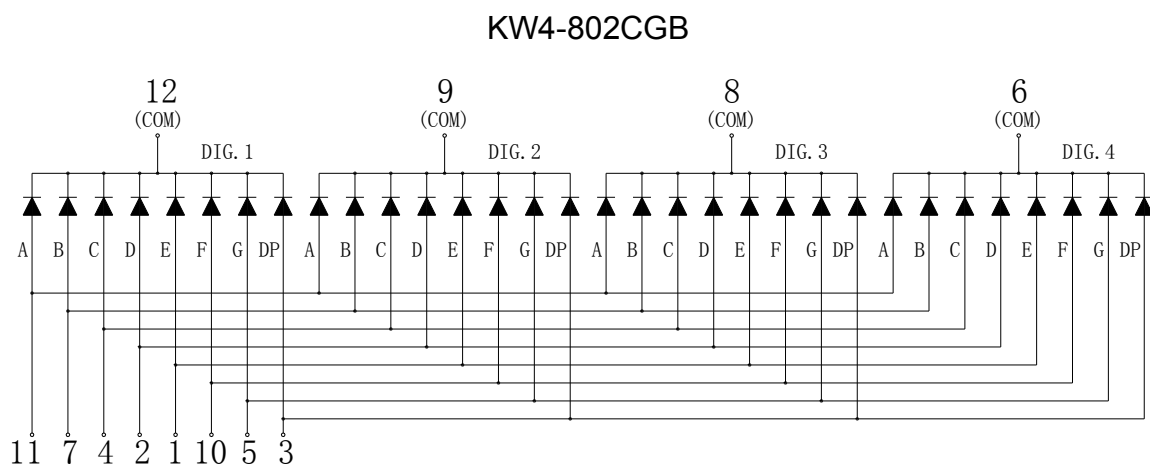 KW4-802CGB
12 9 8 6
(COM) (COM) (COM) (COM)
DIG.1 DIG.2 DIG.3 DIG.4
A B C D E F G DP A B C D E F G DP A B C D E F G DP A B C D E F G DP
11 7 4 2 1 10 5 3